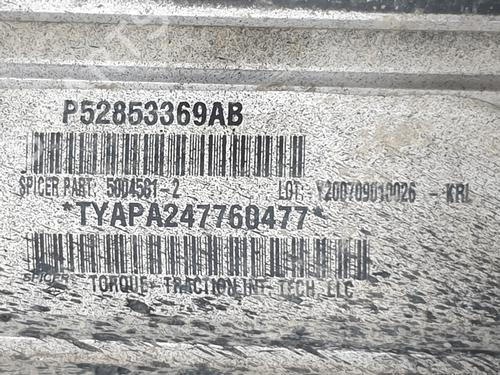 P52853369AB
SPICER PART: 5004561-2 LOT: Y200709010026 - KRL
*TYAPA247760477*
SPICER TORQUE-TRACTION INT. TECH, LLC